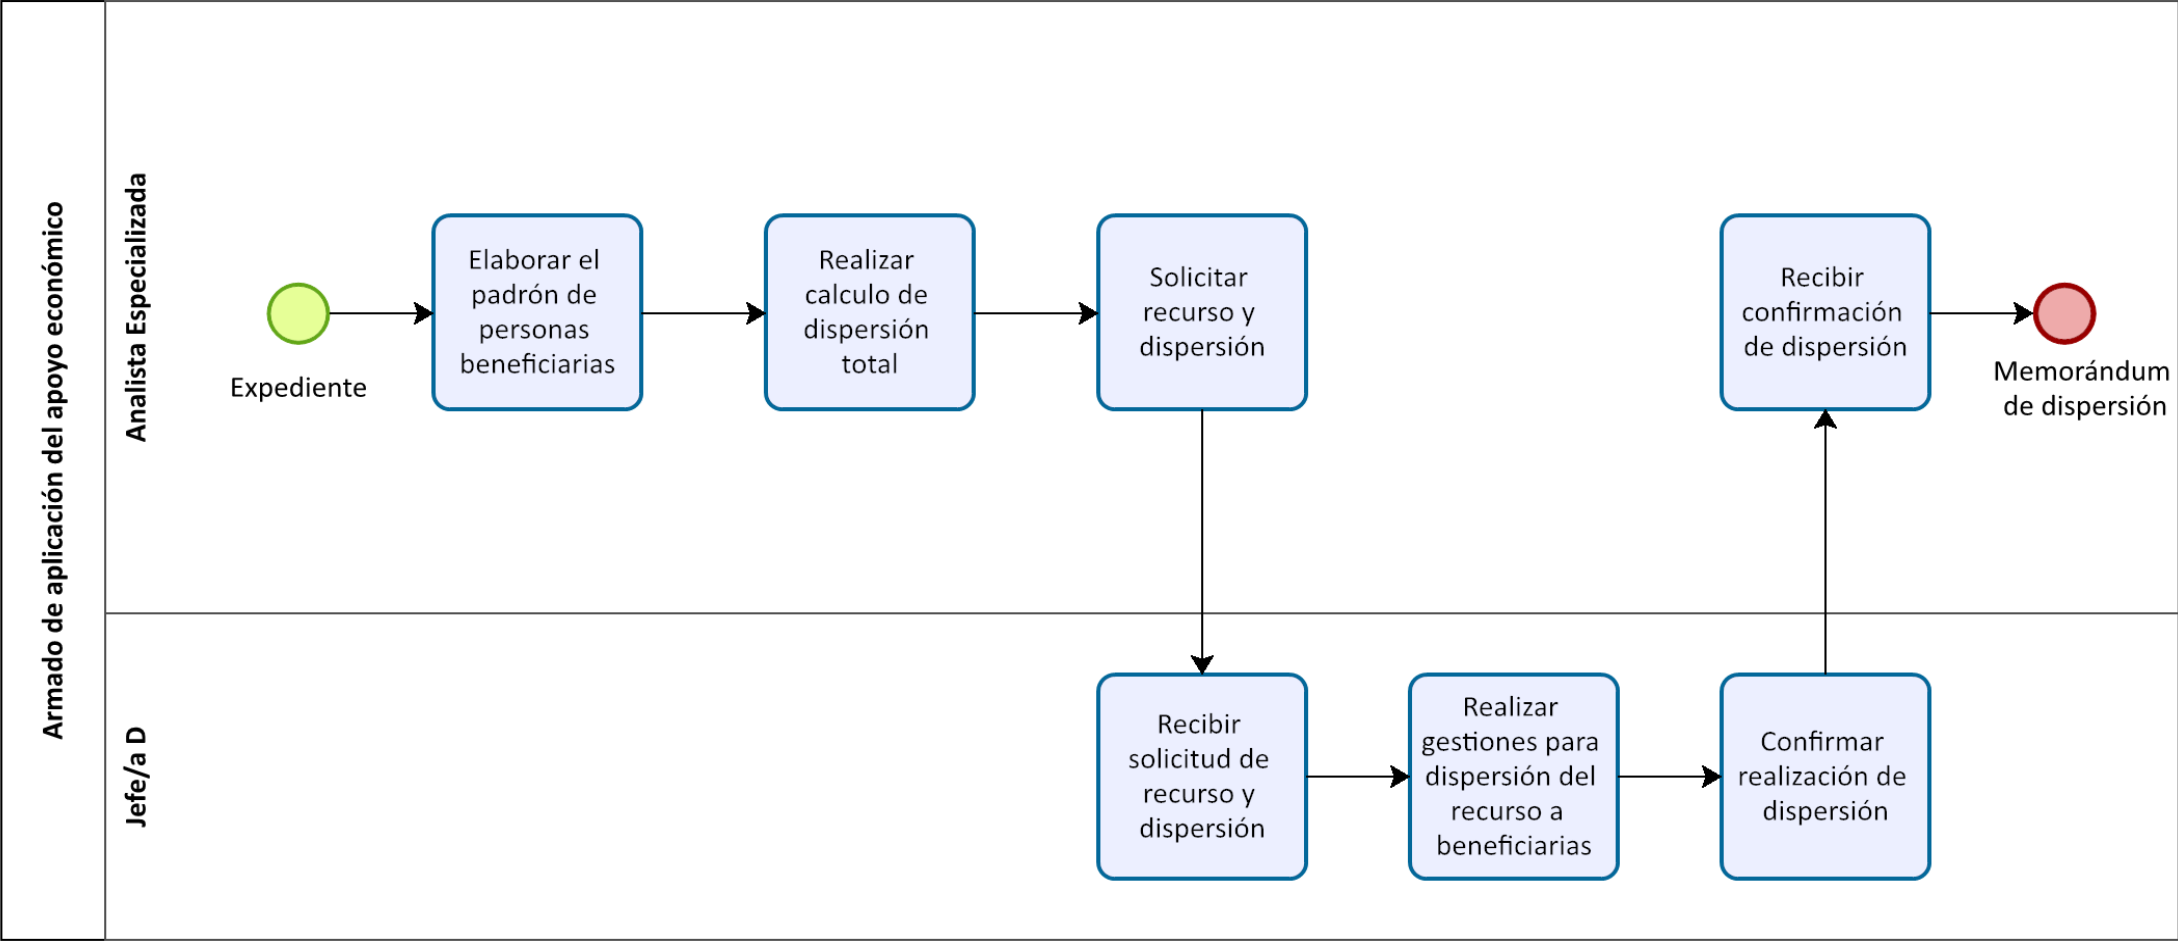 Armado de aplicación del apoyo económico
Analista Especializada
Expediente
Elaborar el
padrón de
personas
beneficiarias
Realizar
calculo de
dispersión
total
Solicitar
recurso y
dispersión
Recibir
confirmación
de dispersión
Memorándum
de dispersión
Jefe/a D
Recibir
solicitud de
recurso y
dispersión
Realizar
gestiones para
dispersión del
recurso a
beneficiarias
Confirmar
realización de
dispersión